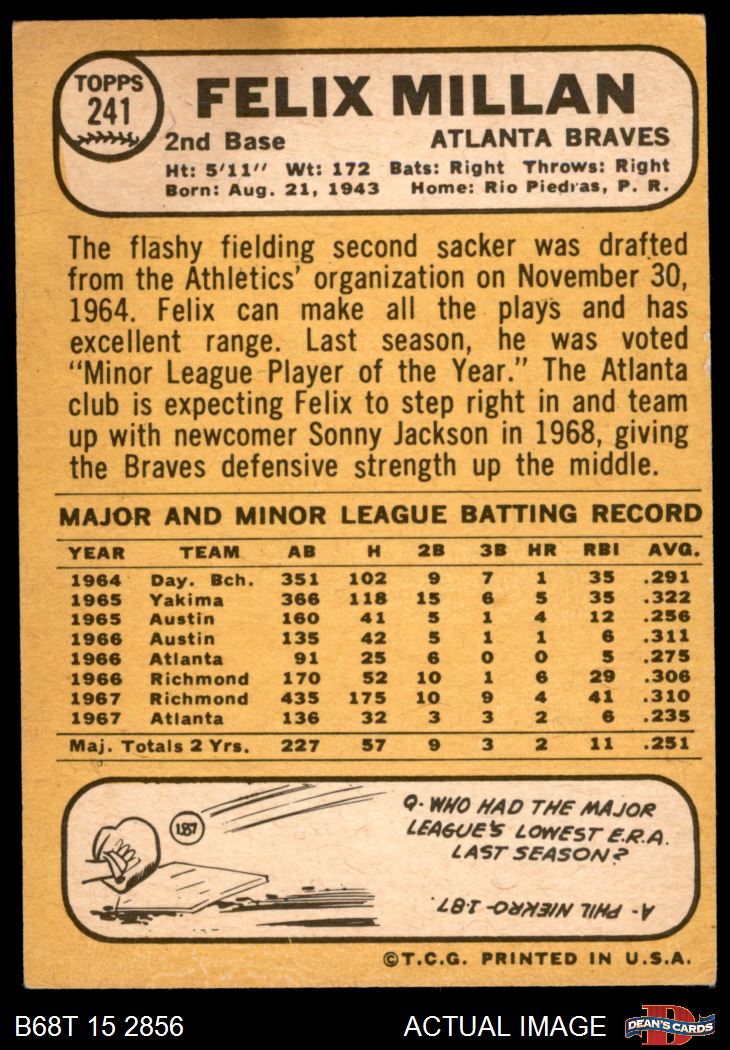 TOPPS
241
FELIX MILLAN
2nd Base ATLANTA BRAVES
Ht: 5'11" Wt: 172 Bats: Right Throws: Right
Born: Aug. 21, 1943 Home: Rio Piedras, P. R.
The flashy fielding second sacker was drafted
from the Athletics' organization on November 30,
1964. Felix can make all the plays and has
excellent range. Last season, he was voted
"Minor League Player of the Year." The Atlanta
club is expecting Felix to step right in and team
up with newcomer Sonny Jackson in 1968, giving
the Braves defensive strength up the middle.
MAJOR AND MINOR LEAGUE BATTING RECORD
YEAR TEAM AB H 2B 3B HR RBI AVG.
1964 Day. Bch. 351 102 9 7 1 35 .291
1965 Yakima 366 118 15 6 5 35 .322
1965 Austin 160 41 5 1 4 12 .256
1966 Austin 135 42 5 1 1 6 .311
1966 Atlanta 91 25 6 0 0 5 .275
1966 Richmond 170 52 10 1 6 29 .306
1967 Richmond 435 175 10 9 4 41 .310
1967 Atlanta 136 32 3 3 2 6 .235
Maj. Totals 2 Yrs. 227 57 9 3 2 11 .251
1.87
Q- WHO HAD THE MAJOR
LEAGUE'S LOWEST E.R.A.
LAST SEASON?
A- PHIL NIEKRO-1.87
©T.C.G. PRINTED IN U.S.A.
B68T 15 2856 ACTUAL IMAGE
D
DEAN'S CARDS